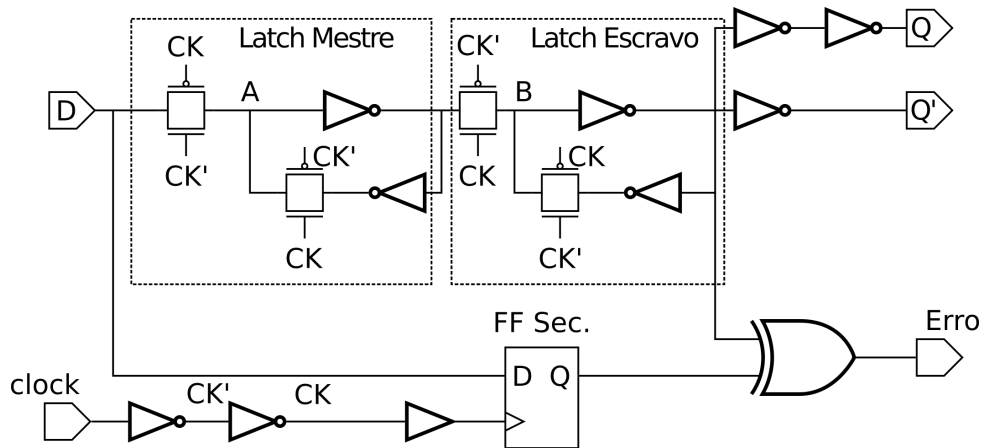 Latch Mestre
Latch Escravo
Q
CK
CK'
D
A
B
Q'
CK'
CK
CK'
CK
CK
CK'
FF Sec.
Erro
D Q
clock
CK'
CK